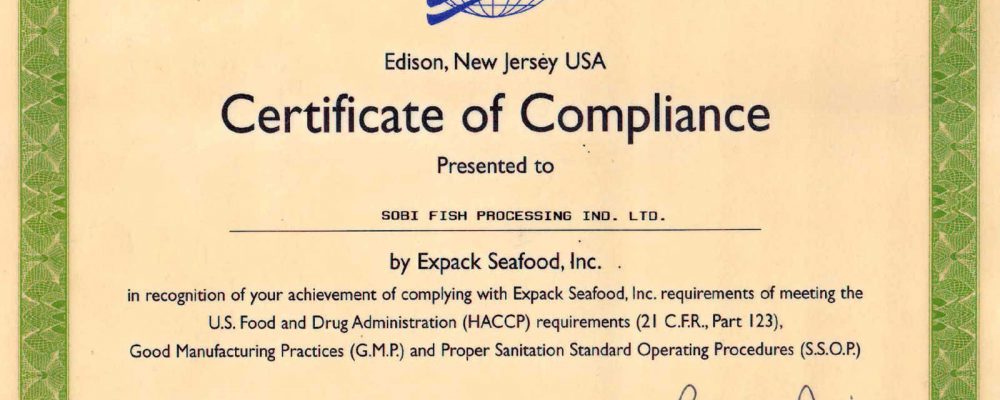 Edison, New Jersey USA
Certificate of Compliance
Presented to
SOBI FISH PROCESSING IND. LTD.
by Expack Seafood, Inc.
in recognition of your achievement of complying with Expack Seafood, Inc. requirements of meeting the
U.S. Food and Drug Administration (HACCP) requirements (21 C.F.R., Part 123),
Good Manufacturing Practices (G.M.P.) and Proper Sanitation Standard Operating Procedures (S.S.O.P.)